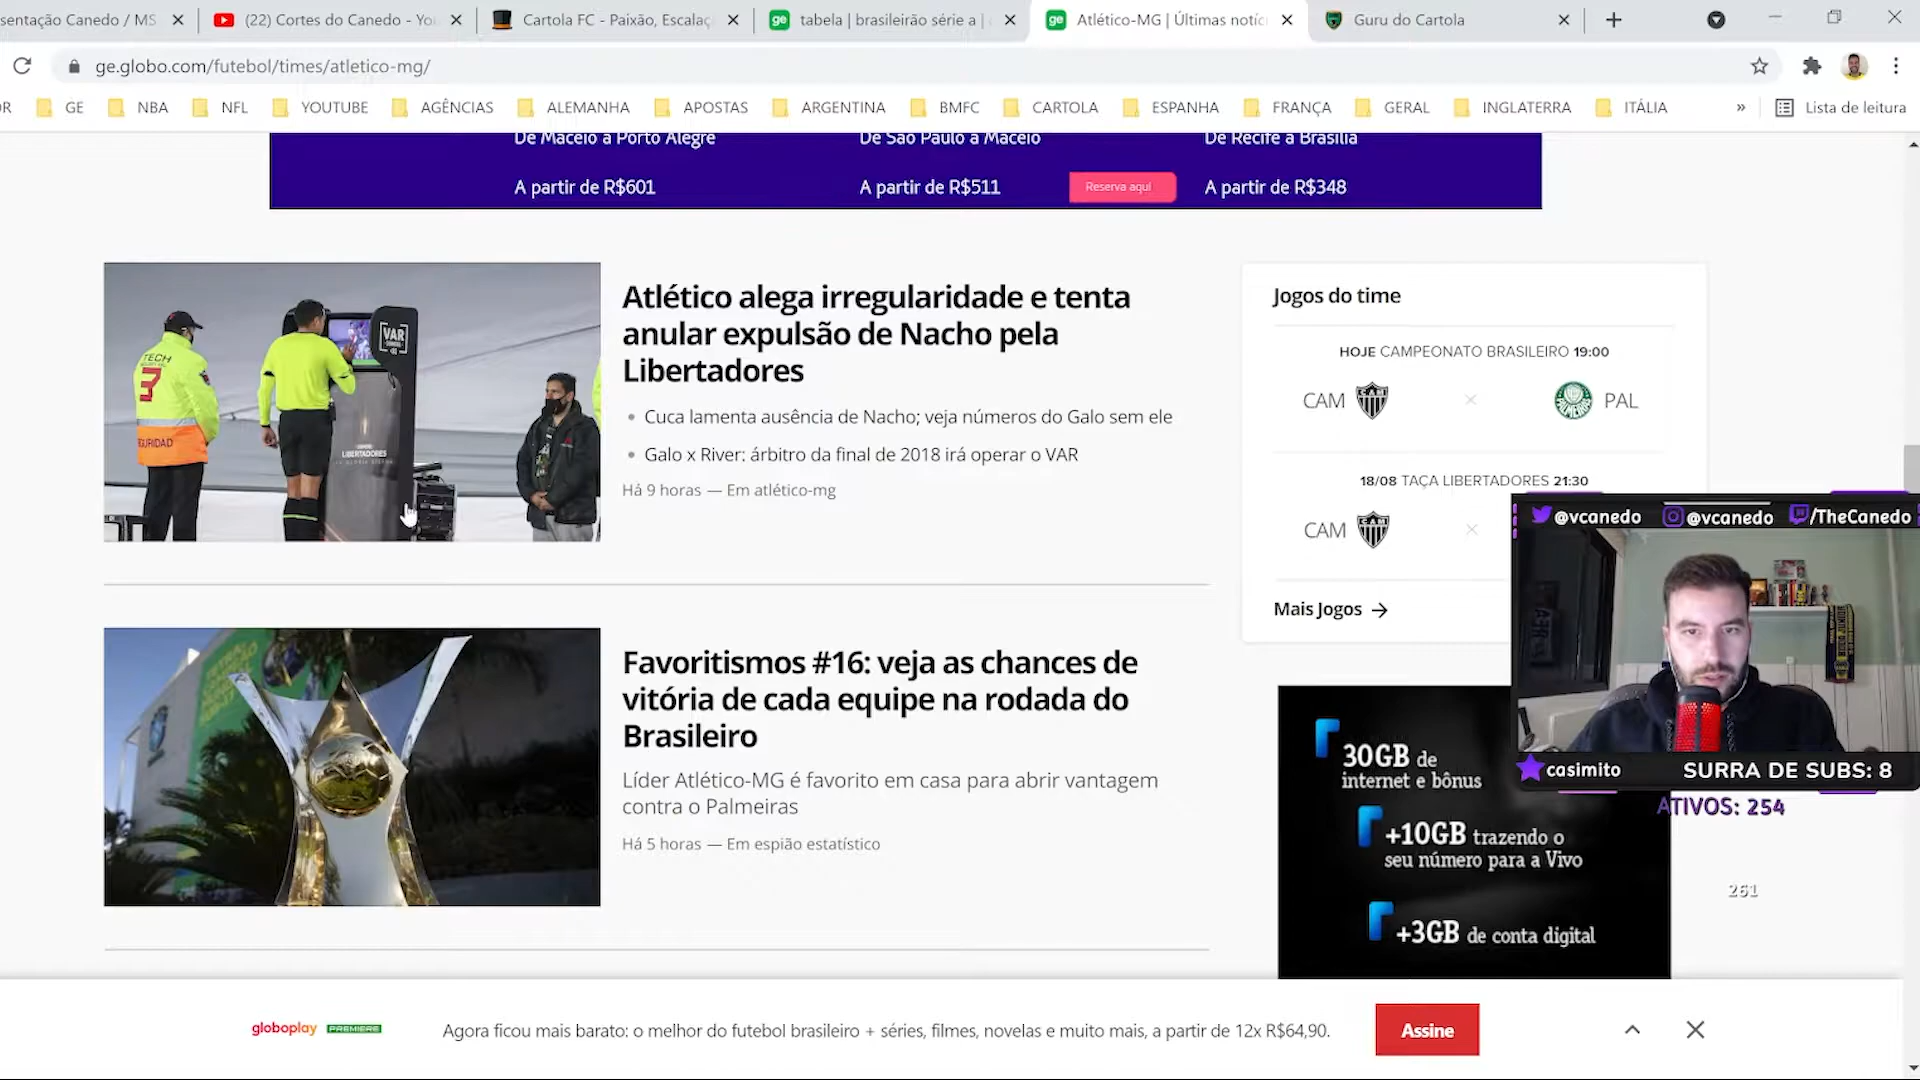 sentação Canedo / MS
(22) Cortes do Canedo - You
Cartola FC - Paixão, Escalaç
tabela | brasileirão série a |
Atlético-MG | Últimas notíc
Guru do Cartola
ge.globo.com/futebol/times/atletico-mg/
GE
NBA
NFL
YOUTUBE
AGÊNCIAS
ALEMANHA
APOSTAS
ARGENTINA
BMFC
CARTOLA
ESPANHA
FRANÇA
GERAL
INGLATERRA
ITÁLIA
»
Lista de leitura
De Maceió a Porto Alegre
De São Paulo a Maceió
De Recife a Brasília
A partir de R$601
A partir de R$511
Reserva aqui
A partir de R$348
Atlético alega irregularidade e tenta
anular expulsão de Nacho pela
Libertadores
Cuca lamenta ausência de Nacho; veja números do Galo sem ele
Galo x River: árbitro da final de 2018 irá operar o VAR
Há 9 horas — Em atlético-mg
TECH
3
VAR
LIBERTADORES
Jogos do time
HOJE CAMPEONATO BRASILEIRO 19:00
CAM
PAL
18/08 TAÇA LIBERTADORES 21:30
CAM
Mais Jogos
Favoritismos #16: veja as chances de
vitória de cada equipe na rodada do
Brasileiro
Líder Atlético-MG é favorito em casa para abrir vantagem
contra o Palmeiras
Há 5 horas — Em espião estatístico
@vcanedo
@vcanedo
/TheCanedo
casimito
SURRA DE SUBS: 8
ATIVOS: 254
261
30GB de
internet e bônus
+10GB trazendo o
seu número para a Vivo
+3GB de conta digital
globoplay PREMIERE
Agora ficou mais barato: o melhor do futebol brasileiro + séries, filmes, novelas e muito mais, a partir de 12x R$64,90.
Assine